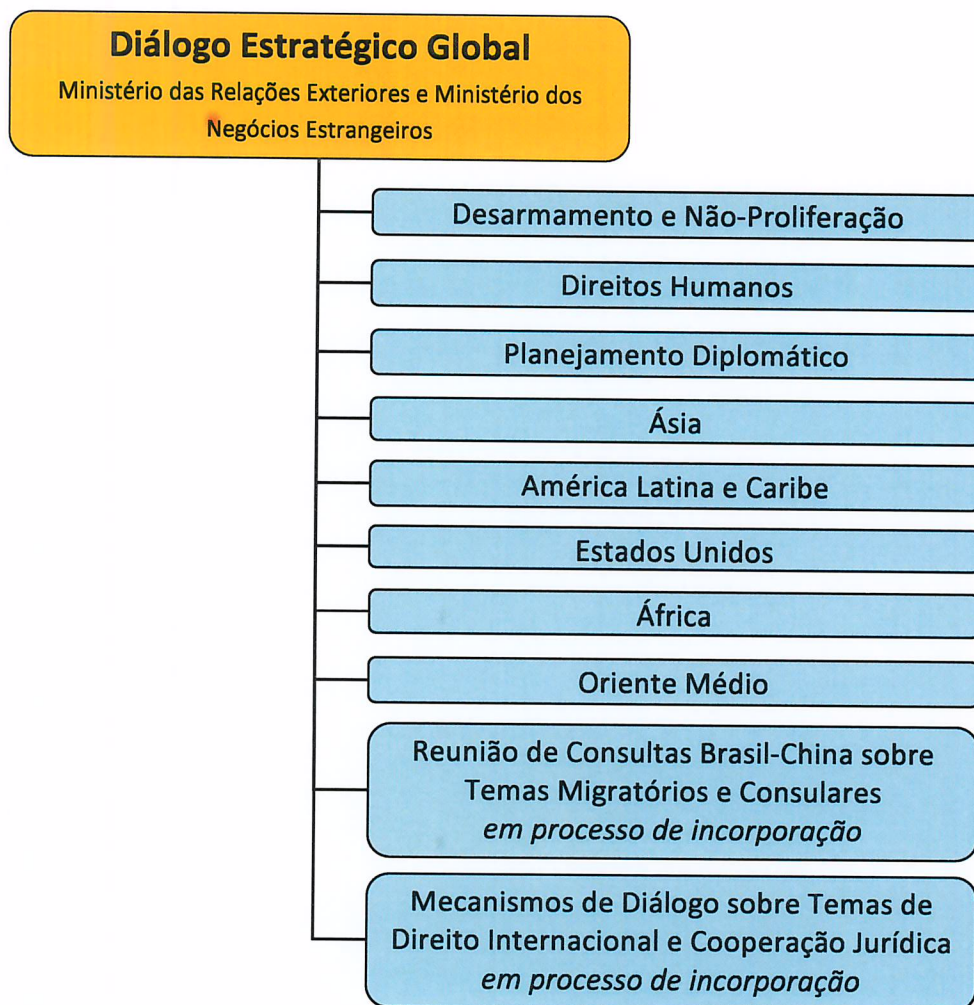 Diálogo Estratégico Global
Ministério das Relações Exteriores e Ministério dos
Negócios Estrangeiros
Desarmamento e Não-Proliferação
Direitos Humanos
Planejamento Diplomático
Ásia
América Latina e Caribe
Estados Unidos
África
Oriente Médio
Reunião de Consultas Brasil-China sobre
Temas Migratórios e Consulares
em processo de incorporação
Mecanismos de Diálogo sobre Temas de
Direito Internacional e Cooperação Jurídica
em processo de incorporação